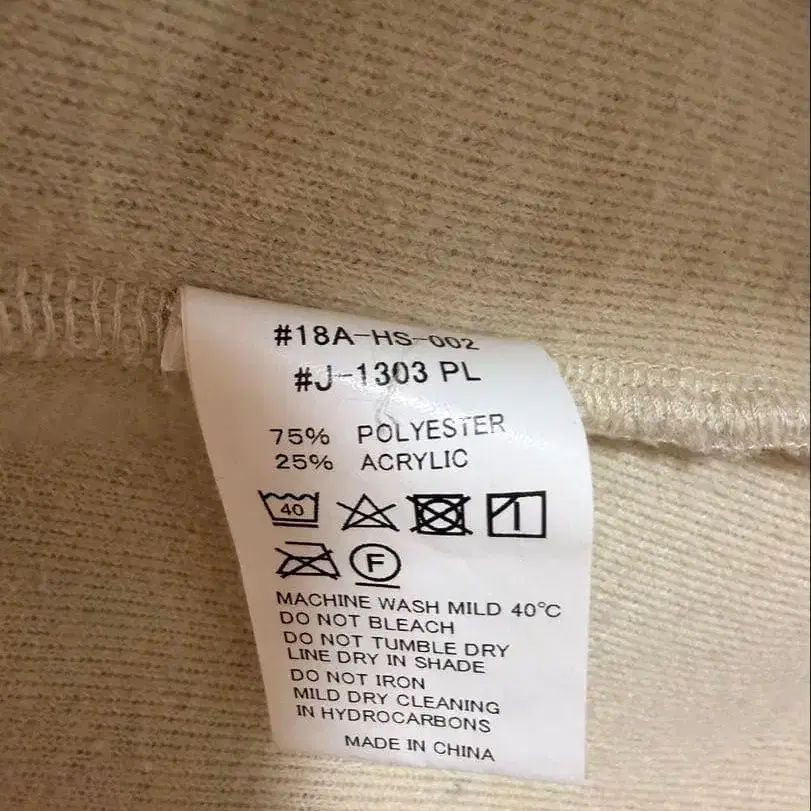 #18A-HS-002
#J-1303 PL
75% POLYESTER
25% ACRYLIC
40
F
MACHINE WASH MILD 40℃
DO NOT BLEACH
DO NOT TUMBLE DRY
LINE DRY IN SHADE
DO NOT IRON
MILD DRY CLEANING
IN HYDROCARBONS
MADE IN CHINA